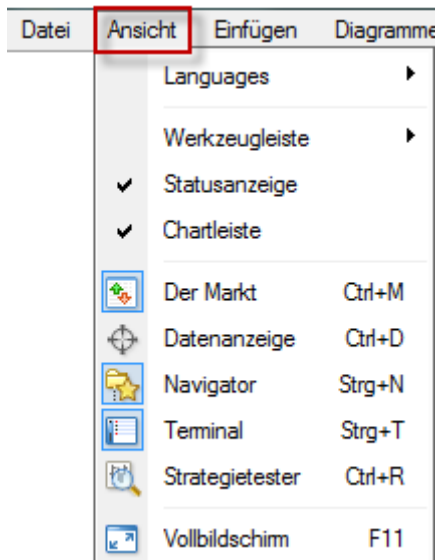 Datei Ansicht Einfügen Diagramme
Languages
Werkzeugleiste
Statusanzeige
Chartleiste
Der Markt Ctrl+M
Datenanzeige Ctrl+D
Navigator Strg+N
Terminal Strg+T
Strategietester Ctrl+R
Vollbildschirm F11